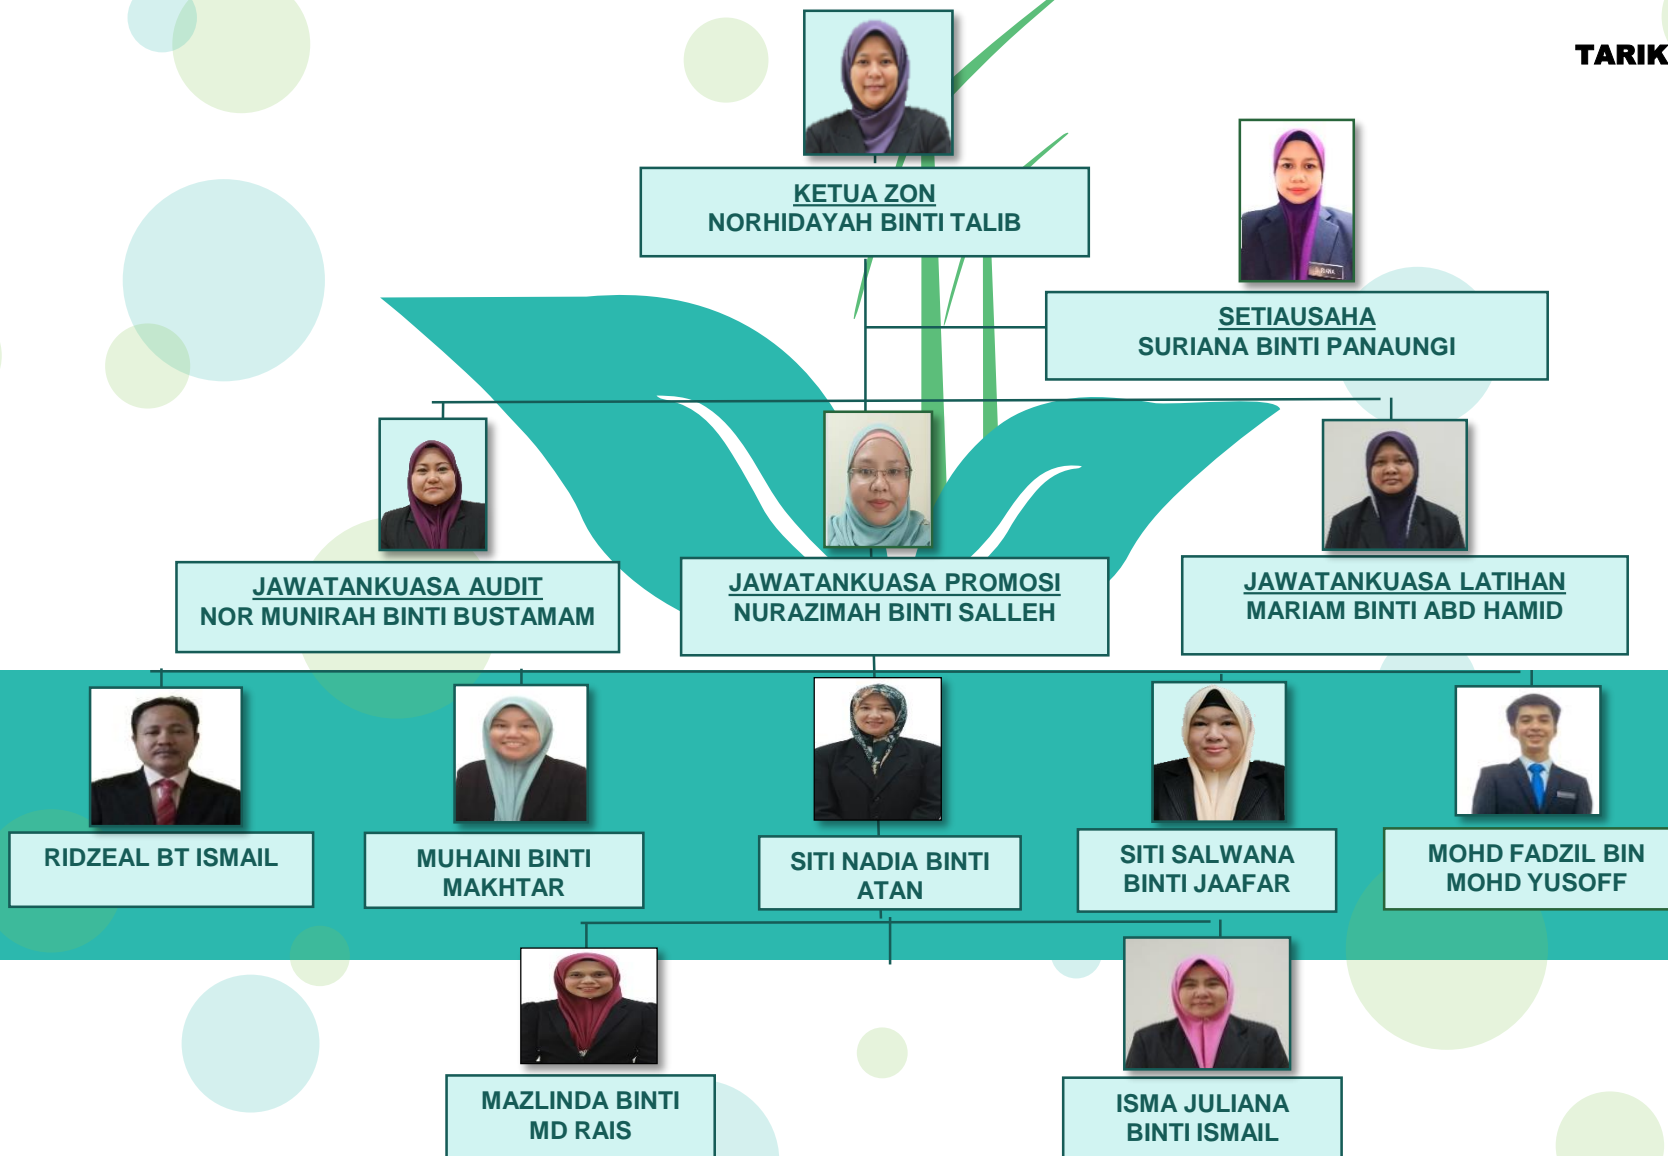 TARIK
KETUA ZON
NORHIDAYAH BINTI TALIB
SETIAUSAHA
SURIANA BINTI PANAUNGI
JAWATANKUASA AUDIT
NOR MUNIRAH BINTI BUSTAMAM
JAWATANKUASA PROMOSI
NURAZIMAH BINTI SALLEH
JAWATANKUASA LATIHAN
MARIAM BINTI ABD HAMID
RIDZEAL BT ISMAIL
MUHAINI BINTI
MAKHTAR
SITI NADIA BINTI
ATAN
SITI SALWANA
BINTI JAAFAR
MOHD FADZIL BIN
MOHD YUSOFF
MAZLINDA BINTI
MD RAIS
ISMA JULIANA
BINTI ISMAIL